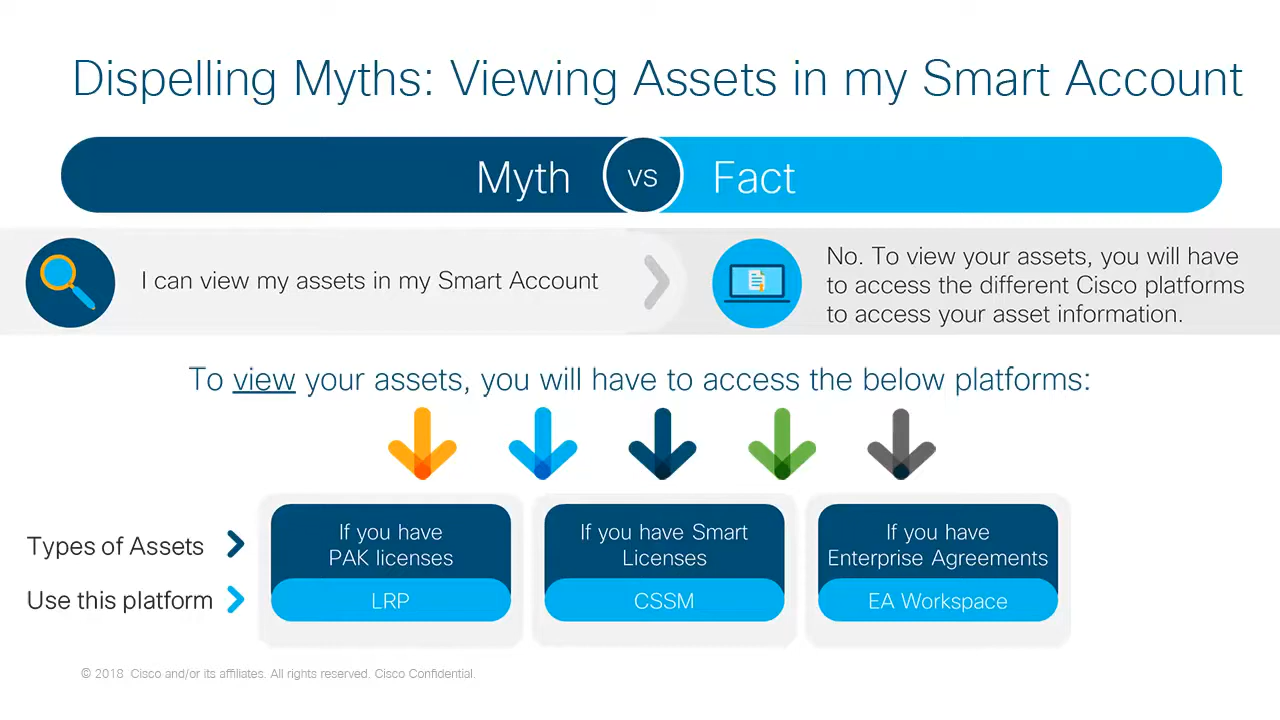 Dispelling Myths: Viewing Assets in my Smart Account
Myth vs Fact
I can view my assets in my Smart Account
No. To view your assets, you will have
to access the different Cisco platforms
to access your asset information.
To view your assets, you will have to access the below platforms:
Types of Assets
If you have
PAK licenses
If you have Smart
Licenses
If you have
Enterprise Agreements
Use this platform
LRP
CSSM
EA Workspace
© 2018 Cisco and/or its affiliates. All rights reserved. Cisco Confidential.